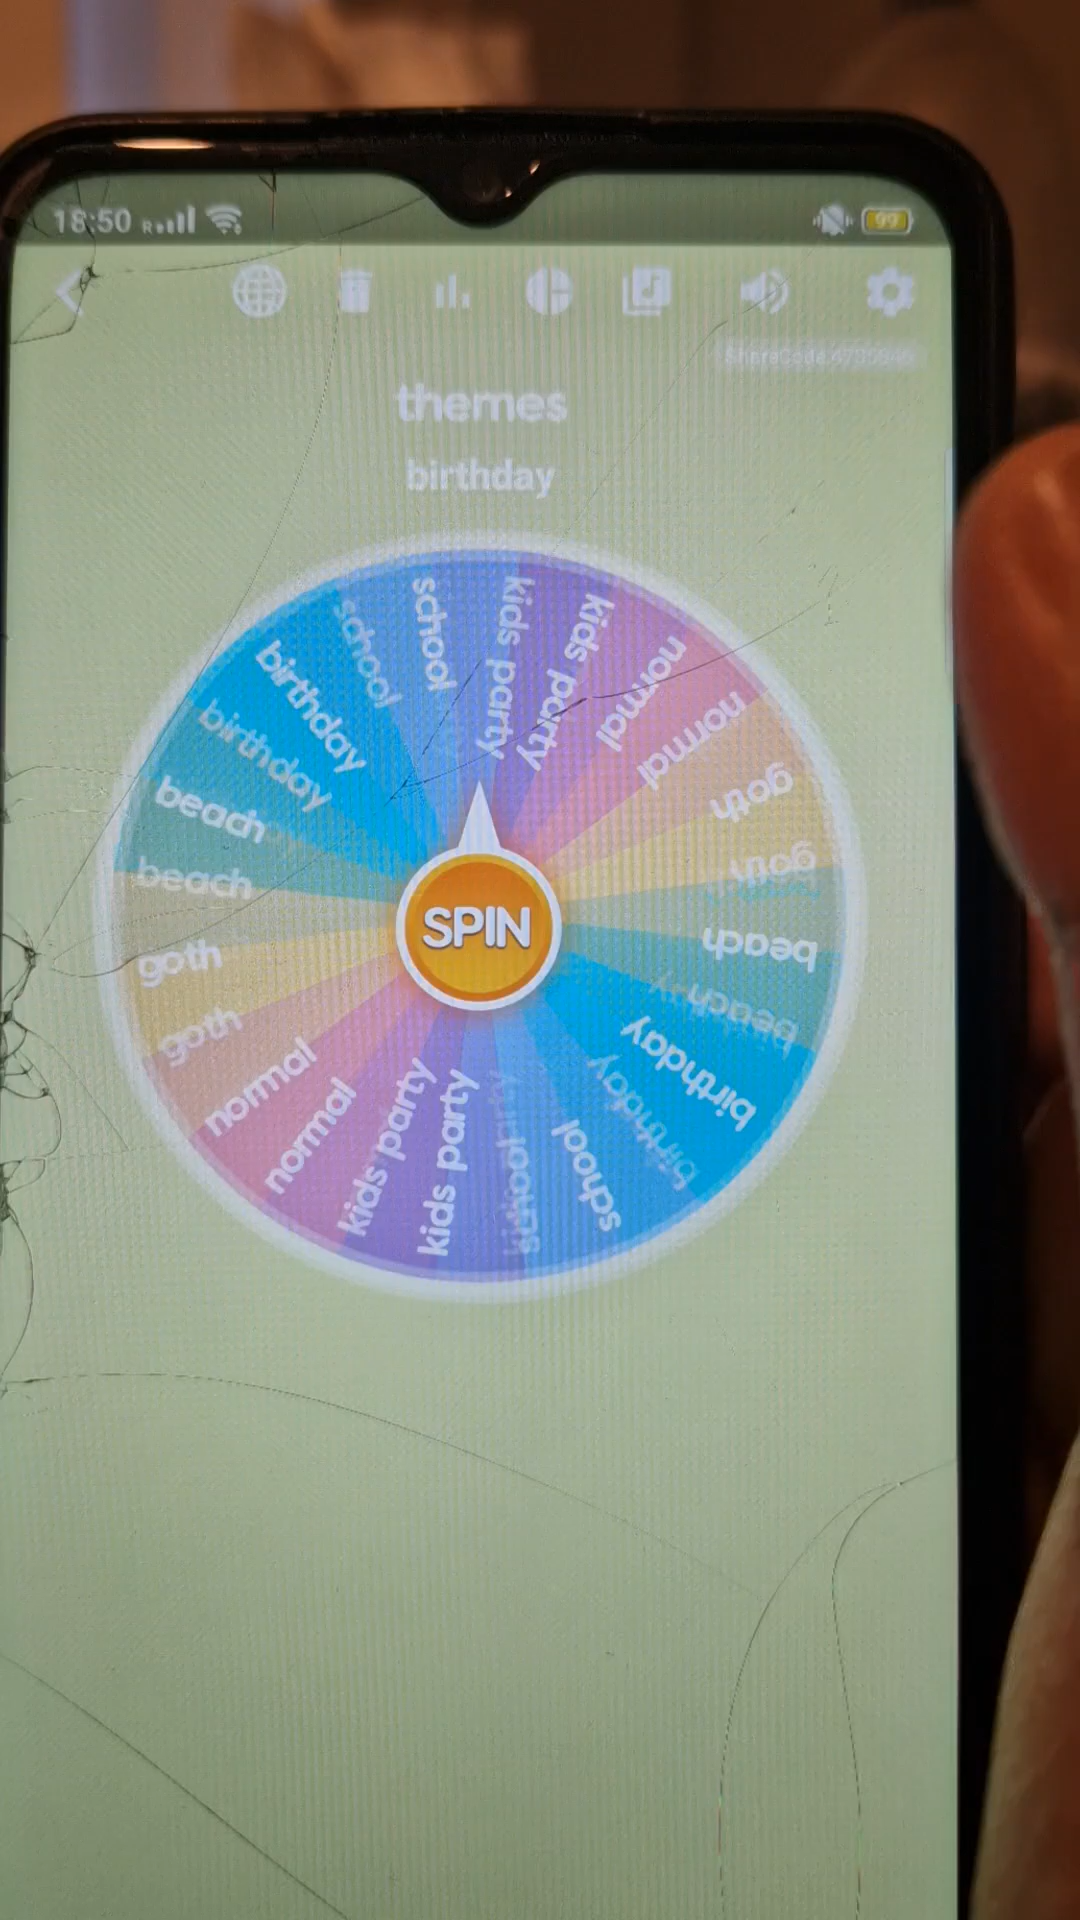 18:50
R
99
themes
birthday
kids party
kids party
normal
normal
goth
goth
beach
beach
birthday
birthday
school
school
kids party
kids party
normal
normal
goth
goth
beach
beach
birthday
birthday
school
school
SPIN